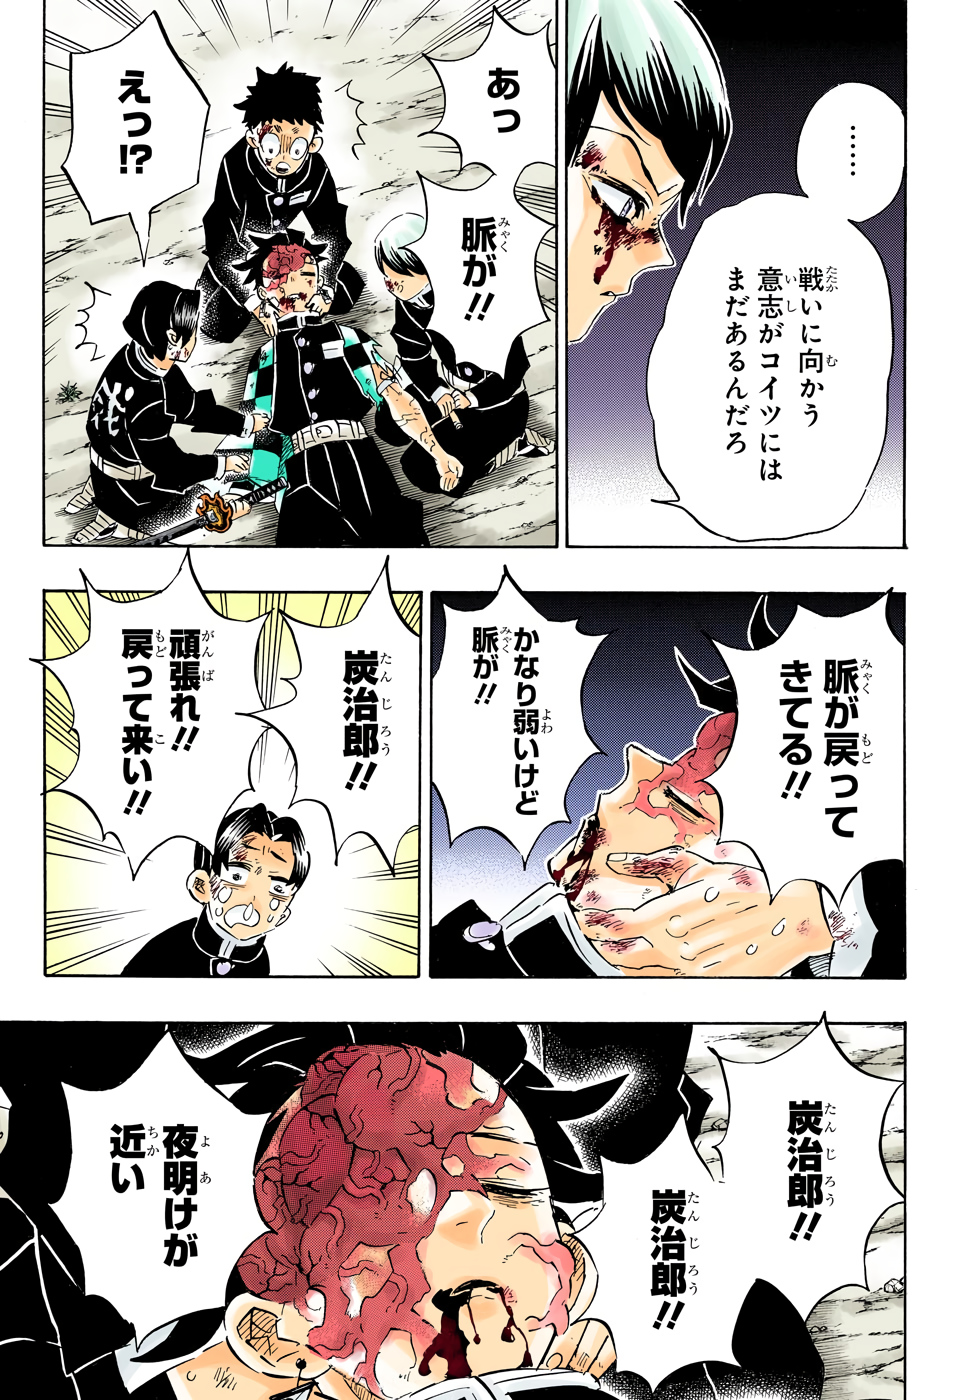 ……
戦いに向かう
意志がコイツには
まだあるんだろ
あっ
脈が!!
えっ!?
脈が戻って
きてる!!
かなり弱いけど
脈が!!
炭治郎!!
頑張れ!!
戻って来い!!
炭治郎!!
炭治郎!!
夜明けが
近い